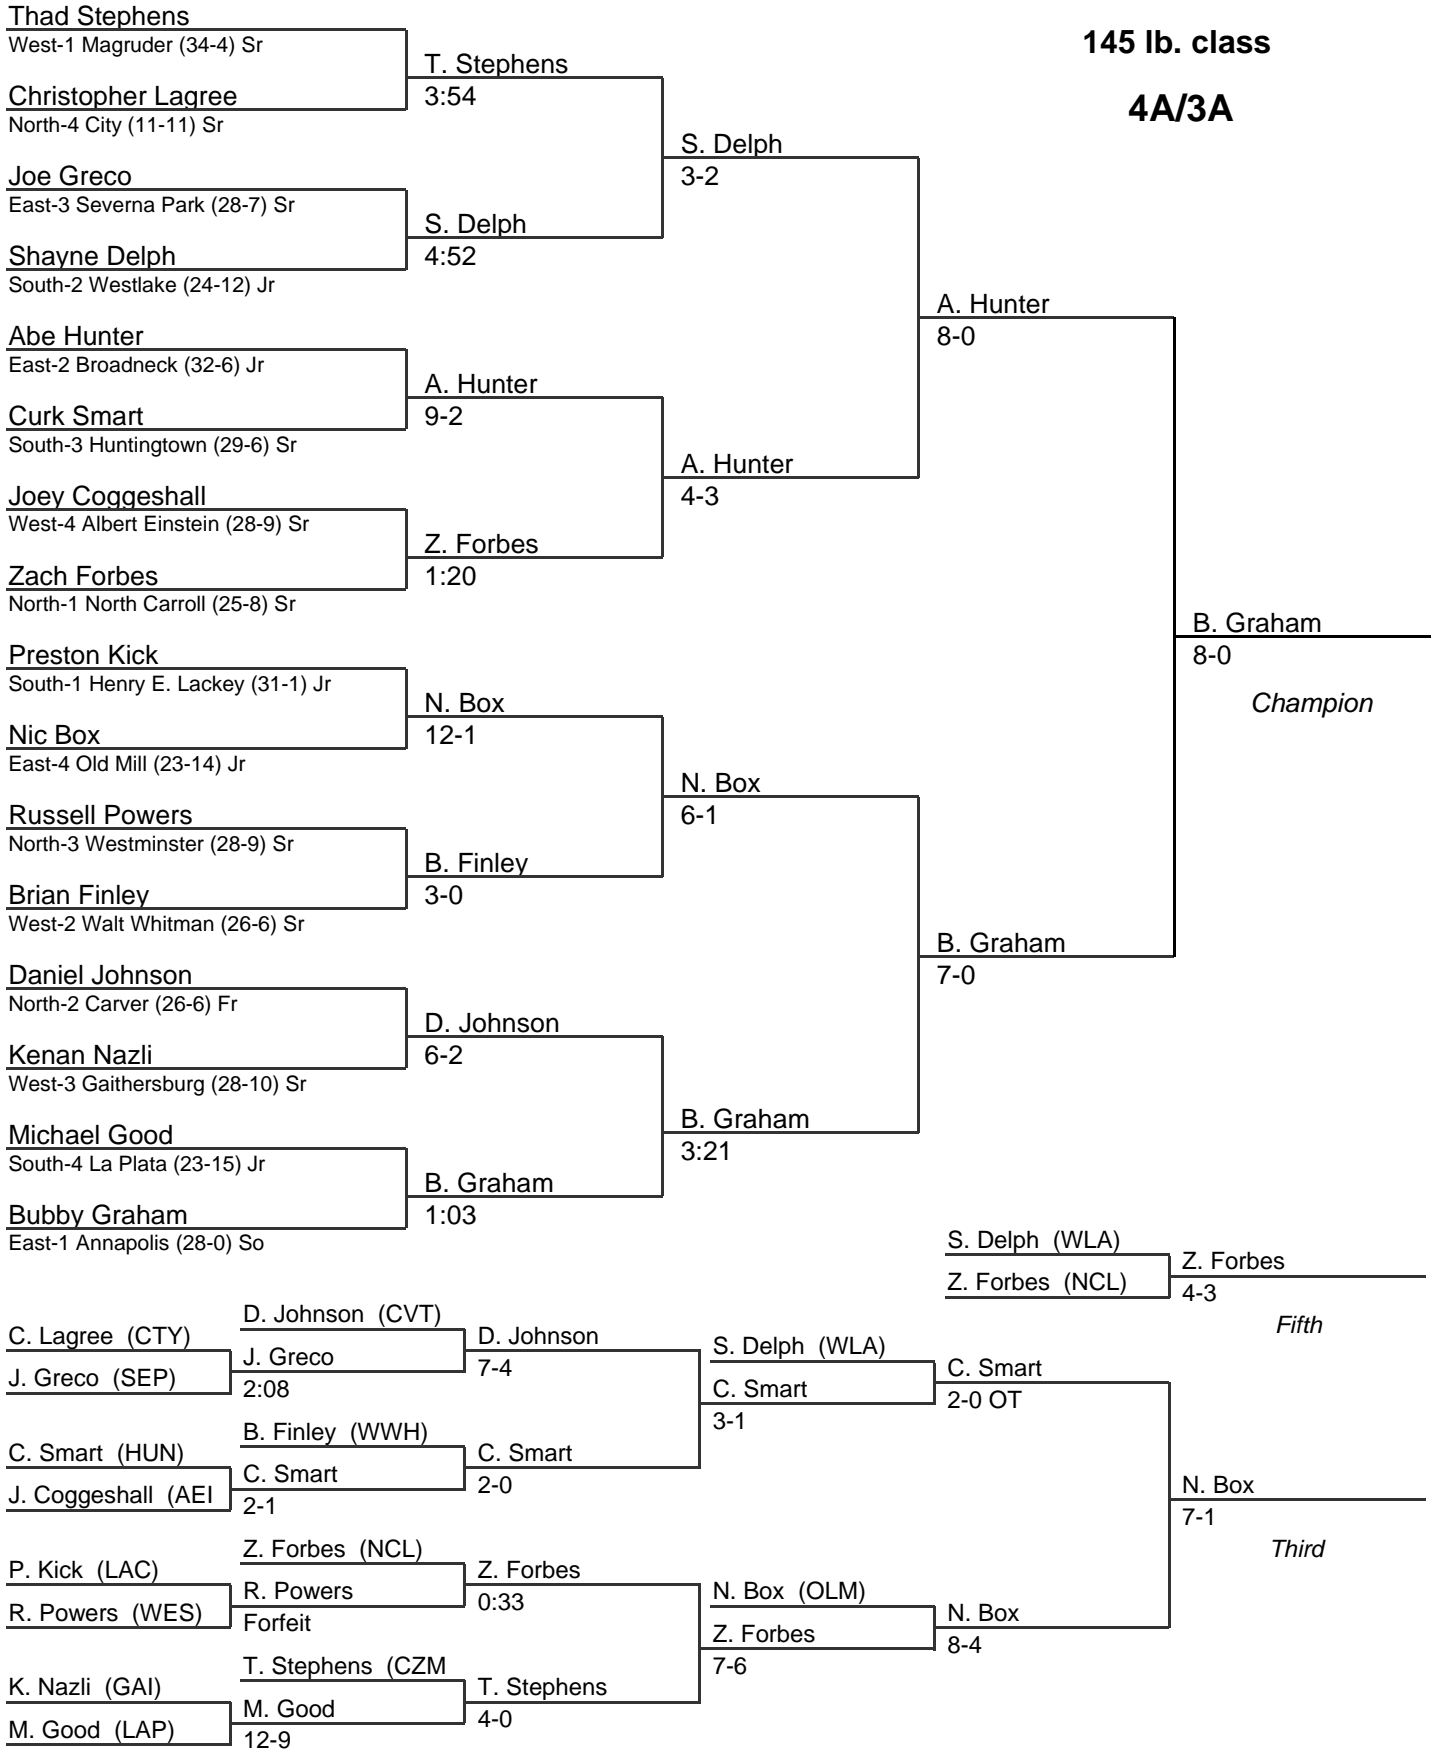 Thad Stephens
West-1 Magruder (34-4) Sr
145 lb. class
T. Stephens
3:54
Christopher Lagree
North-4 City (11-11) Sr
4A/3A
S. Delph
3-2
Joe Greco
East-3 Severna Park (28-7) Sr
S. Delph
4:52
Shayne Delph
South-2 Westlake (24-12) Jr
A. Hunter
8-0
Abe Hunter
East-2 Broadneck (32-6) Jr
A. Hunter
9-2
Curk Smart
South-3 Huntingtown (29-6) Sr
A. Hunter
4-3
Joey Coggeshall
West-4 Albert Einstein (28-9) Sr
Z. Forbes
1:20
Zach Forbes
North-1 North Carroll (25-8) Sr
B. Graham
8-0
Champion
Preston Kick
South-1 Henry E. Lackey (31-1) Jr
N. Box
12-1
Nic Box
East-4 Old Mill (23-14) Jr
N. Box
6-1
Russell Powers
North-3 Westminster (28-9) Sr
B. Finley
3-0
Brian Finley
West-2 Walt Whitman (26-6) Sr
B. Graham
7-0
Daniel Johnson
North-2 Carver (26-6) Fr
D. Johnson
6-2
Kenan Nazli
West-3 Gaithersburg (28-10) Sr
B. Graham
3:21
Michael Good
South-4 La Plata (23-15) Jr
B. Graham
1:03
Bubby Graham
East-1 Annapolis (28-0) So
S. Delph (WLA)
Z. Forbes (NCL)
Z. Forbes
4-3
Fifth
C. Lagree (CTY)
J. Greco (SEP)
D. Johnson (CVT)
J. Greco
2:08
D. Johnson
7-4
S. Delph (WLA)
C. Smart
3-1
C. Smart
2-0 OT
C. Smart (HUN)
J. Coggeshall (AEI
B. Finley (WWH)
C. Smart
2-1
C. Smart
2-0
N. Box
7-1
Third
P. Kick (LAC)
R. Powers (WES)
Z. Forbes (NCL)
R. Powers
Forfeit
Z. Forbes
0:33
N. Box (OLM)
Z. Forbes
7-6
N. Box
8-4
K. Nazli (GAI)
M. Good (LAP)
T. Stephens (CZM
M. Good
12-9
T. Stephens
4-0